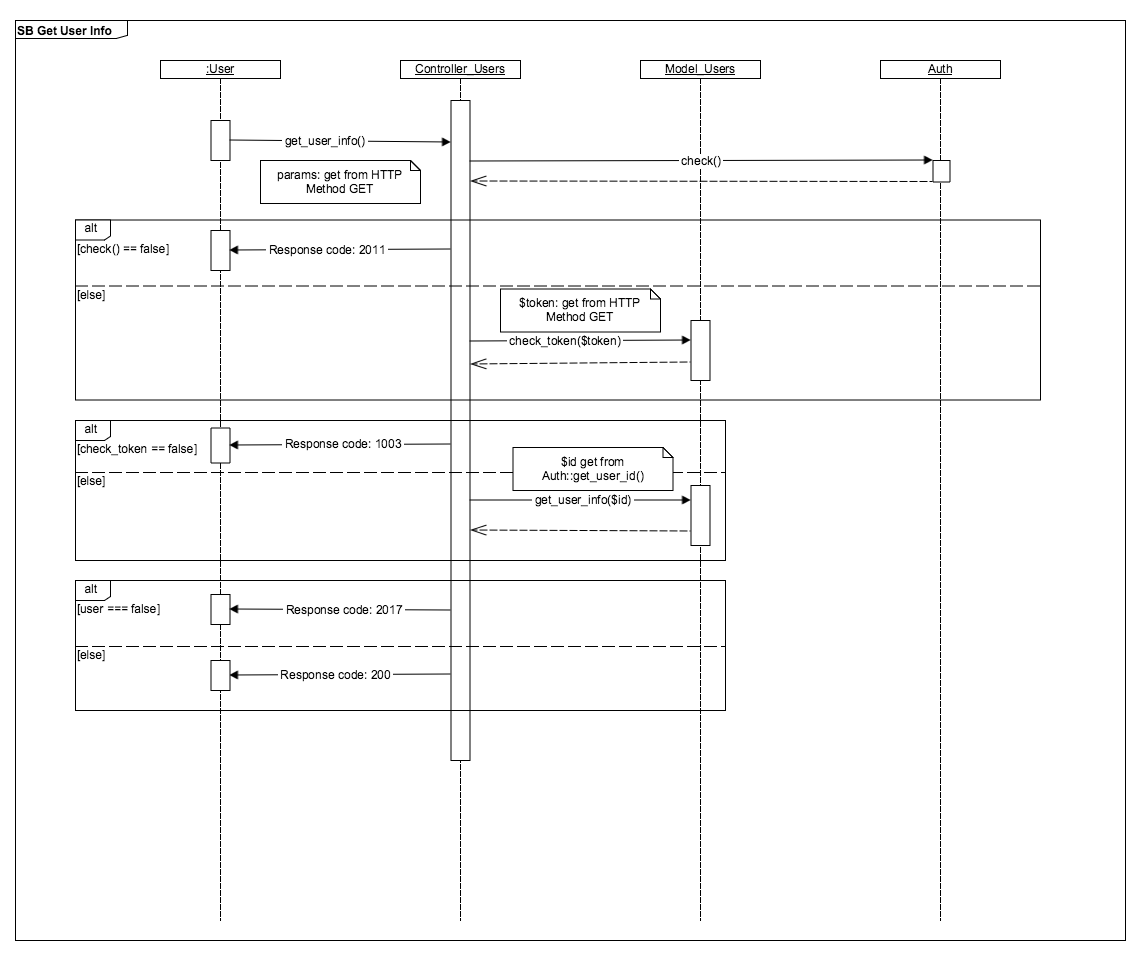 SB Get User Info
:User
Controller_Users
Model_Users
Auth
get_user_info()
check()
params: get from HTTP
Method GET
alt
[check() == false]
Response code: 2011
[else]
$token: get from HTTP
Method GET
check_token($token)
alt
[check_token == false]
Response code: 1003
$id get from
Auth::get_user_id()
[else]
get_user_info($id)
alt
[user === false]
Response code: 2017
[else]
Response code: 200